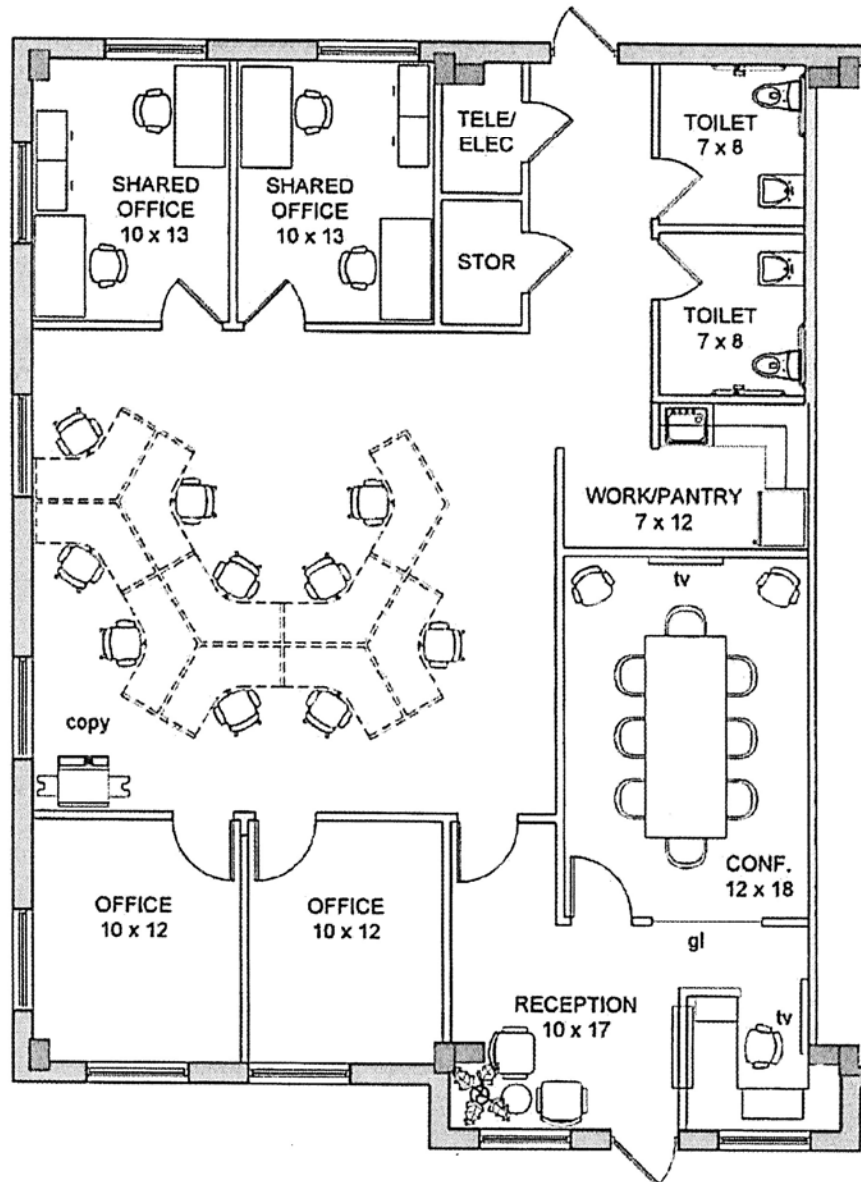 TELE/
ELEC
TOILET
7 x 8
SHARED
OFFICE
10 x 13
SHARED
OFFICE
10 x 13
STOR
TOILET
7 x 8
WORK/PANTRY
7 x 12
tv
copy
CONF.
12 x 18
OFFICE
10 x 12
OFFICE
10 x 12
gl
RECEPTION
10 x 17
tv